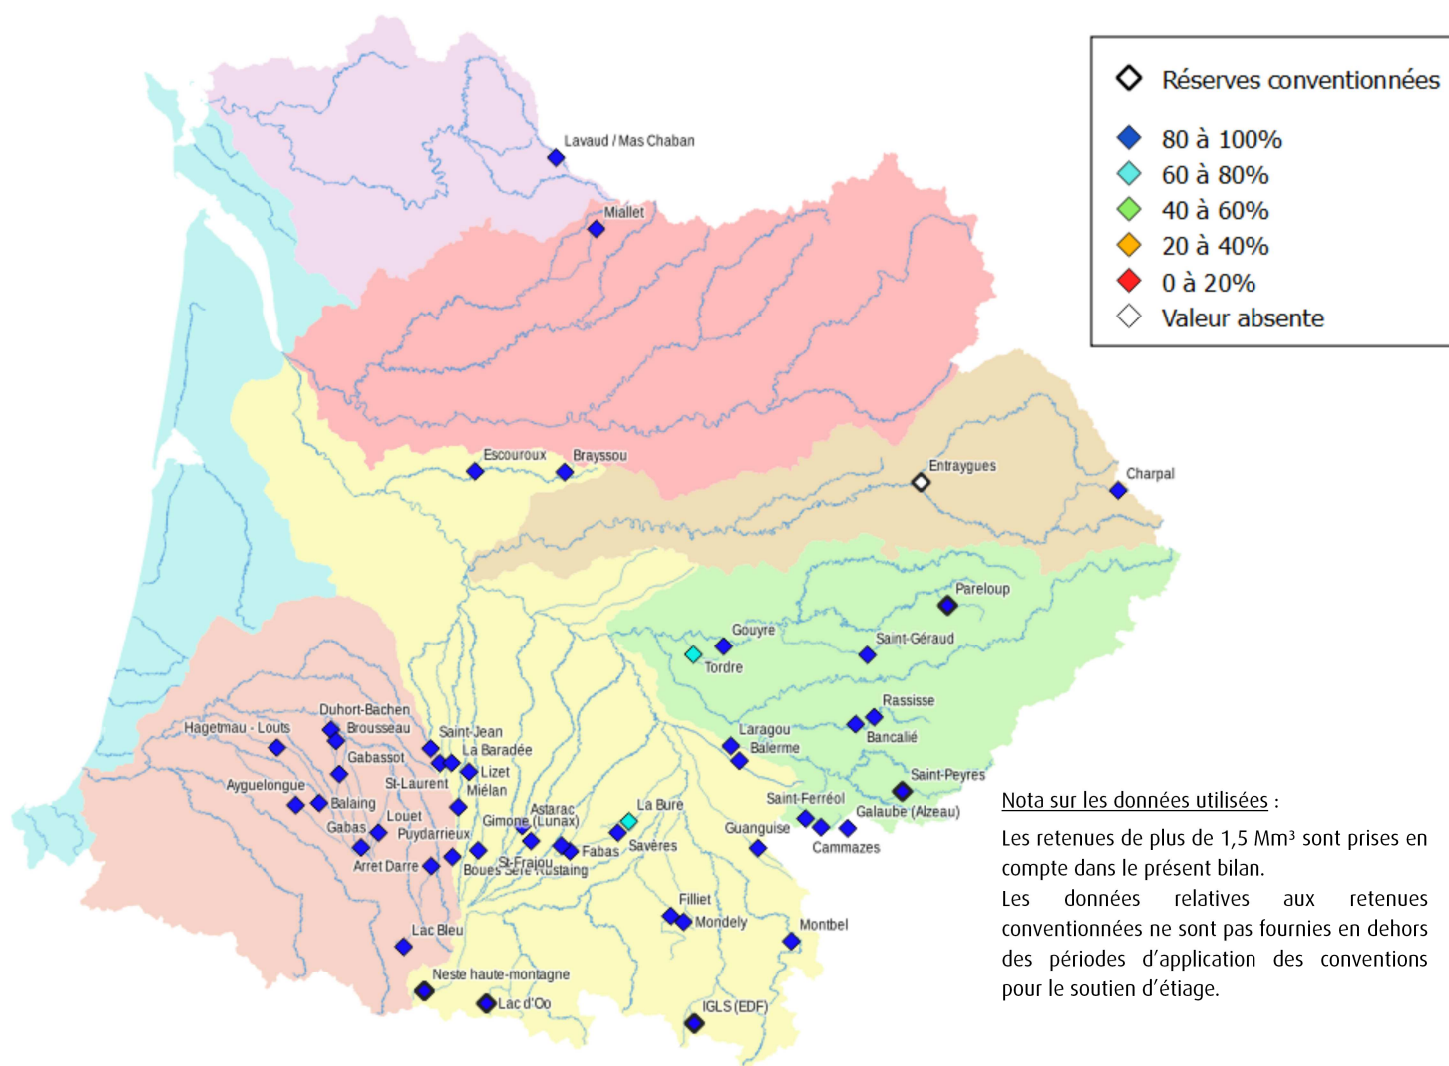 Réserves conventionnées
80 à 100%
60 à 80%
40 à 60%
20 à 40%
0 à 20%
Valeur absente
Lavaud / Mas Chaban
Miallet
Escouroux
Brayssou
Entraygues
Charpal
Pareloup
Gouyre
Saint-Géraud
Tordre
Rassisse
Bancalié
Laragou
Balerme
Saint-Peyres
Saint-Ferréol
Galaube (Alzeau)
Cammazes
Guanguise
Duhort-Bachen
Hagetmau - Louts
Brousseau
Gabassot
Saint-Jean
La Baradée
St-Laurent
Lizet
Miélan
Ayguelongue
Balaing
Louet
Gabas
Puydarrieux
Arret Darre
Astarac
Gimone (Lunax)
La Bure
Savères
St-Frajou
Fabas
Boues Sere Rustaing
Filliet
Mondely
Montbel
Lac Bleu
Neste haute-montagne
Lac d'Oo
IGLS (EDF)
Nota sur les données utilisées :
Les retenues de plus de 1,5 Mm³ sont prises en
compte dans le présent bilan.
Les données relatives aux retenues
conventionnées ne sont pas fournies en dehors
des périodes d'application des conventions
pour le soutien d'étiage.